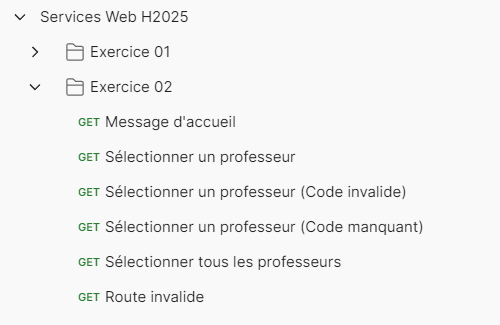 Services Web H2025
Exercice 01
Exercice 02
GET Message d'accueil
GET Sélectionner un professeur
GET Sélectionner un professeur (Code invalide)
GET Sélectionner un professeur (Code manquant)
GET Sélectionner tous les professeurs
GET Route invalide